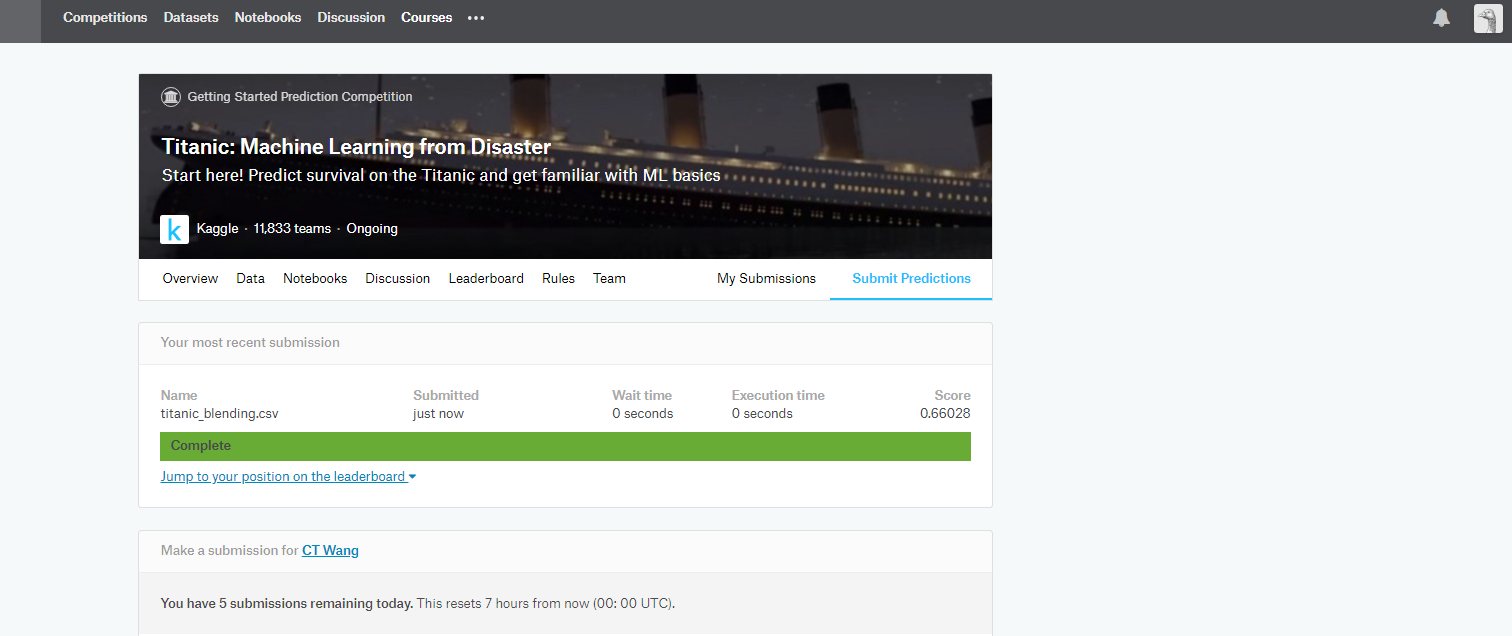 Competitions Datasets Notebooks Discussion Courses •••
Getting Started Prediction Competition
Titanic: Machine Learning from Disaster
Start here! Predict survival on the Titanic and get familiar with ML basics
k Kaggle · 11,833 teams · Ongoing
Overview Data Notebooks Discussion Leaderboard Rules Team My Submissions Submit Predictions
Your most recent submission
Name Submitted Wait time Execution time Score
titanic_blending.csv just now 0 seconds 0 seconds 0.66028
Complete
Jump to your position on the leaderboard
Make a submission for CT Wang
You have 5 submissions remaining today. This resets 7 hours from now (00: 00 UTC).